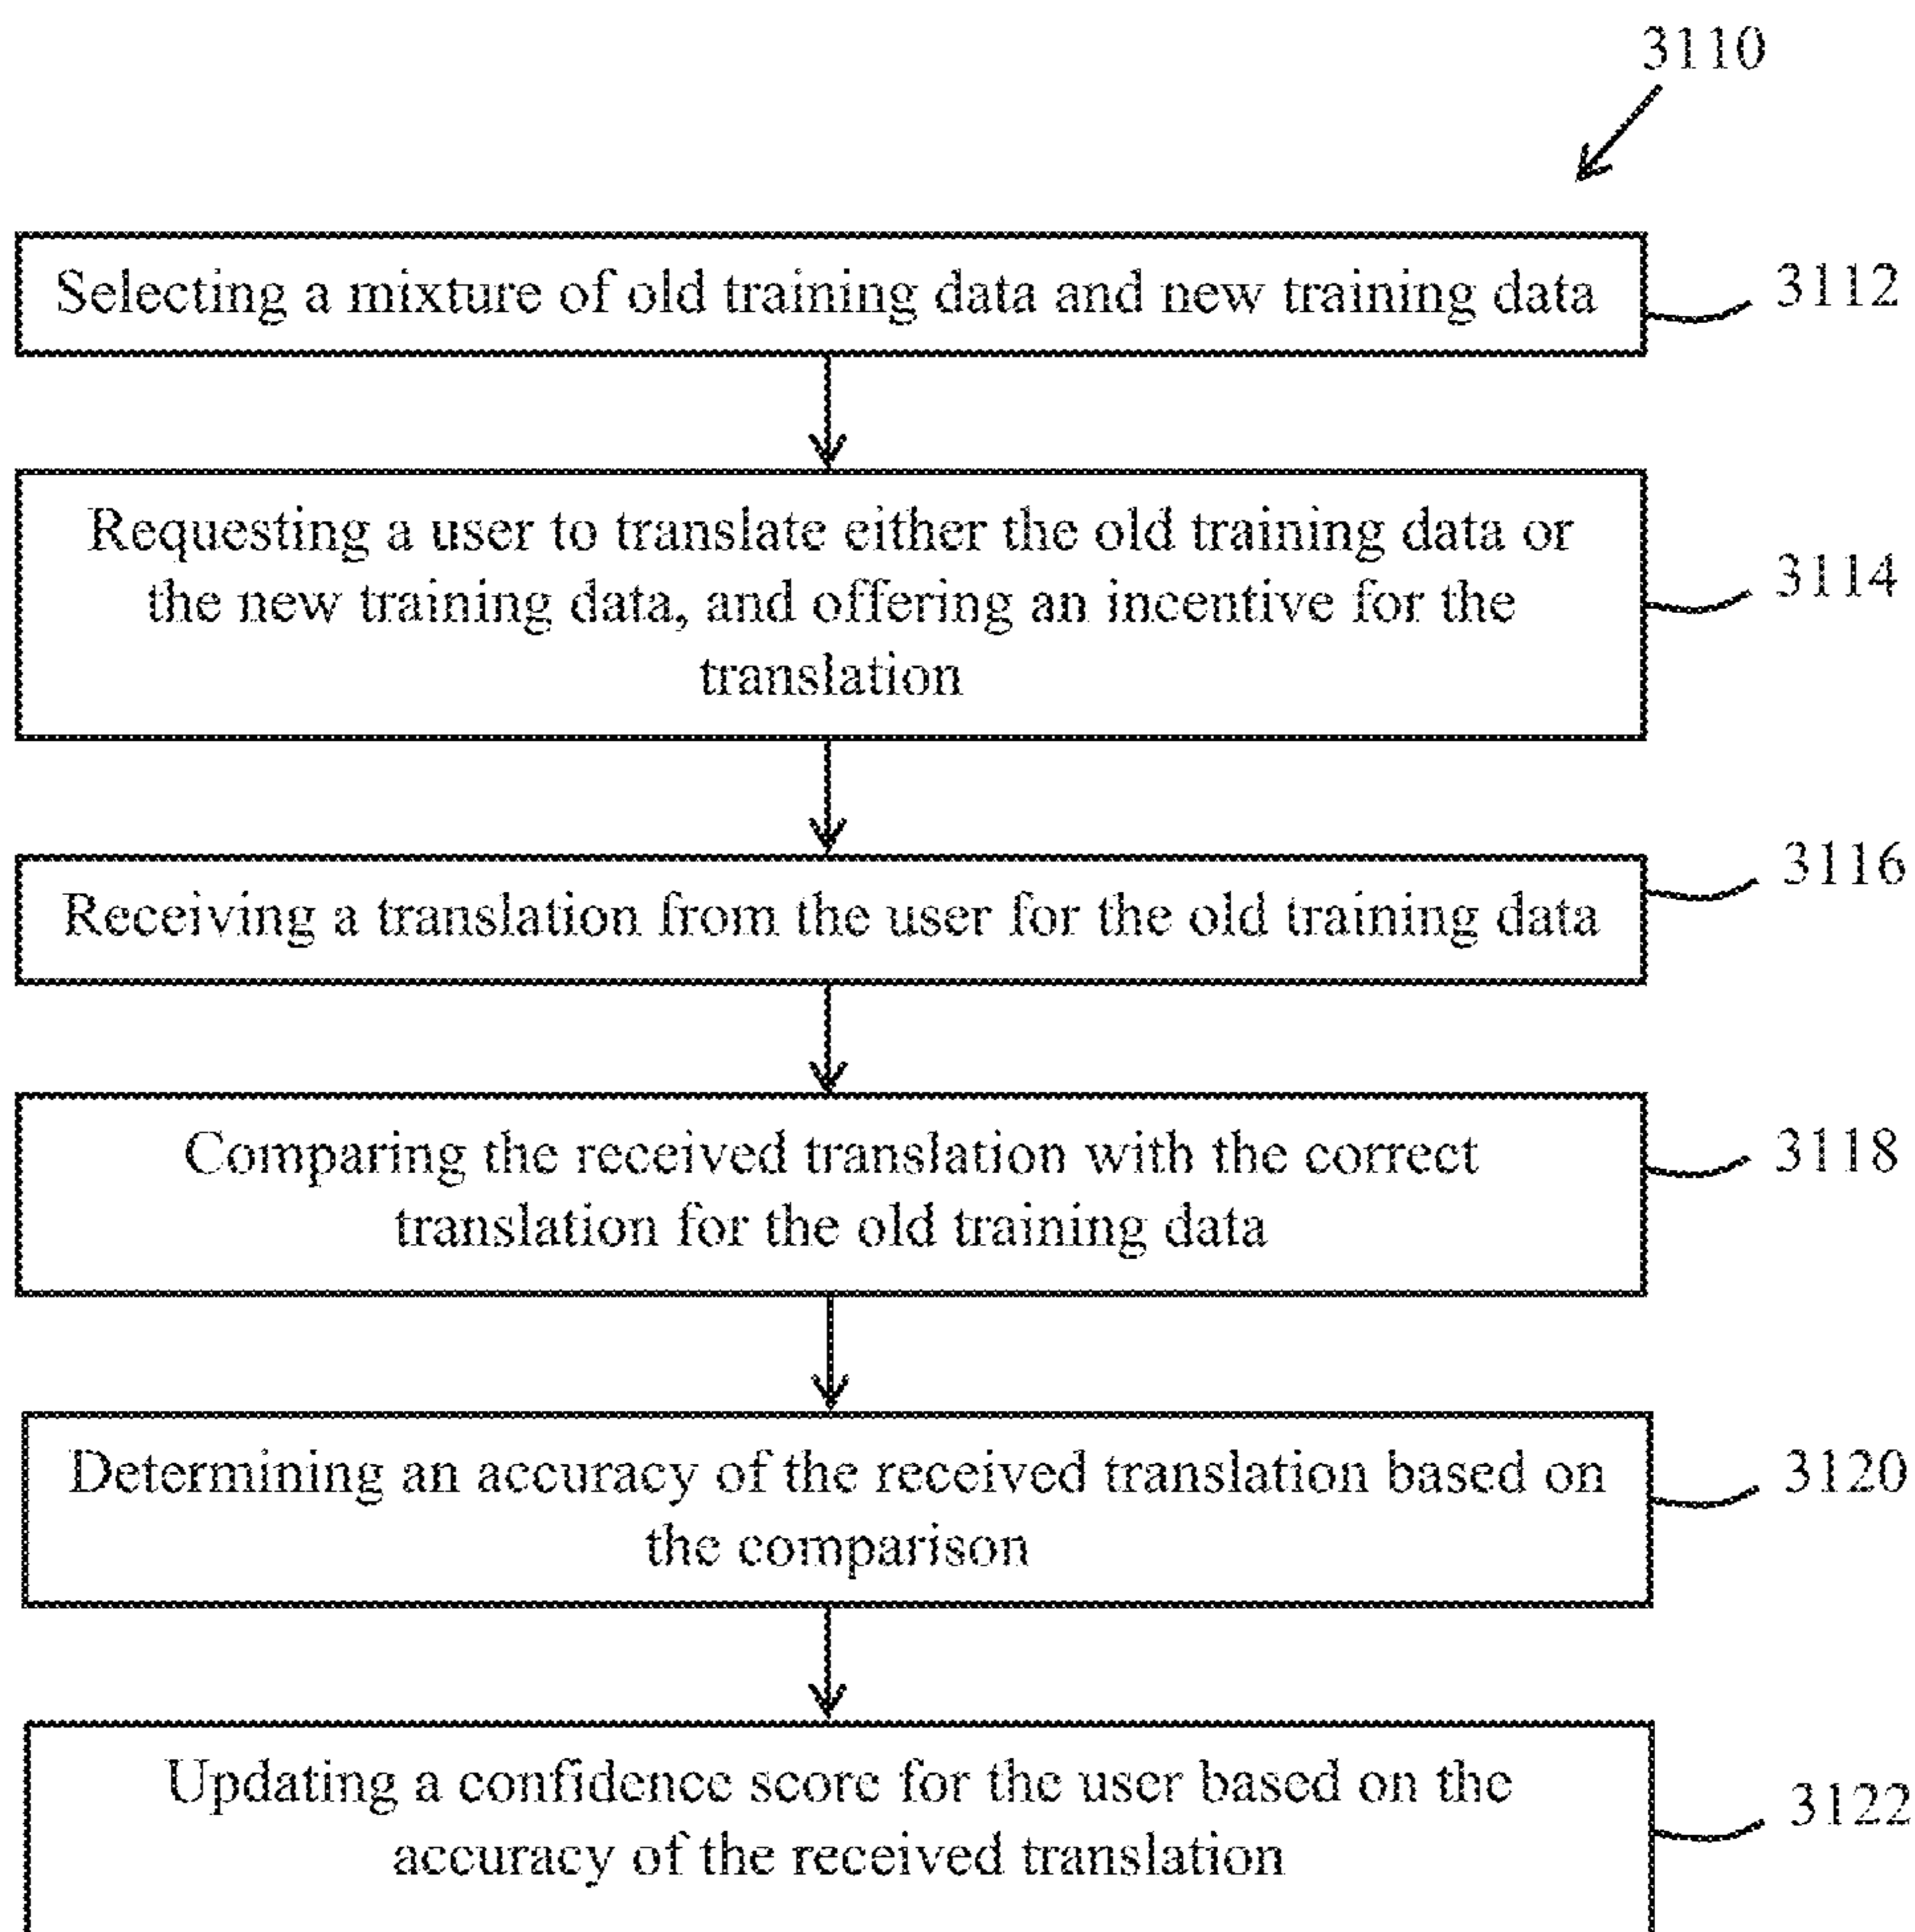 3110
Selecting a mixture of old training data and new training data
3112
Requesting a user to translate either the old training data or
the new training data, and offering an incentive for the
translation
3114
Receiving a translation from the user for the old training data
3116
Comparing the received translation with the correct
translation for the old training data
3118
Determining an accuracy of the received translation based on
the comparison
3120
Updating a confidence score for the user based on the
accuracy of the received translation
3122